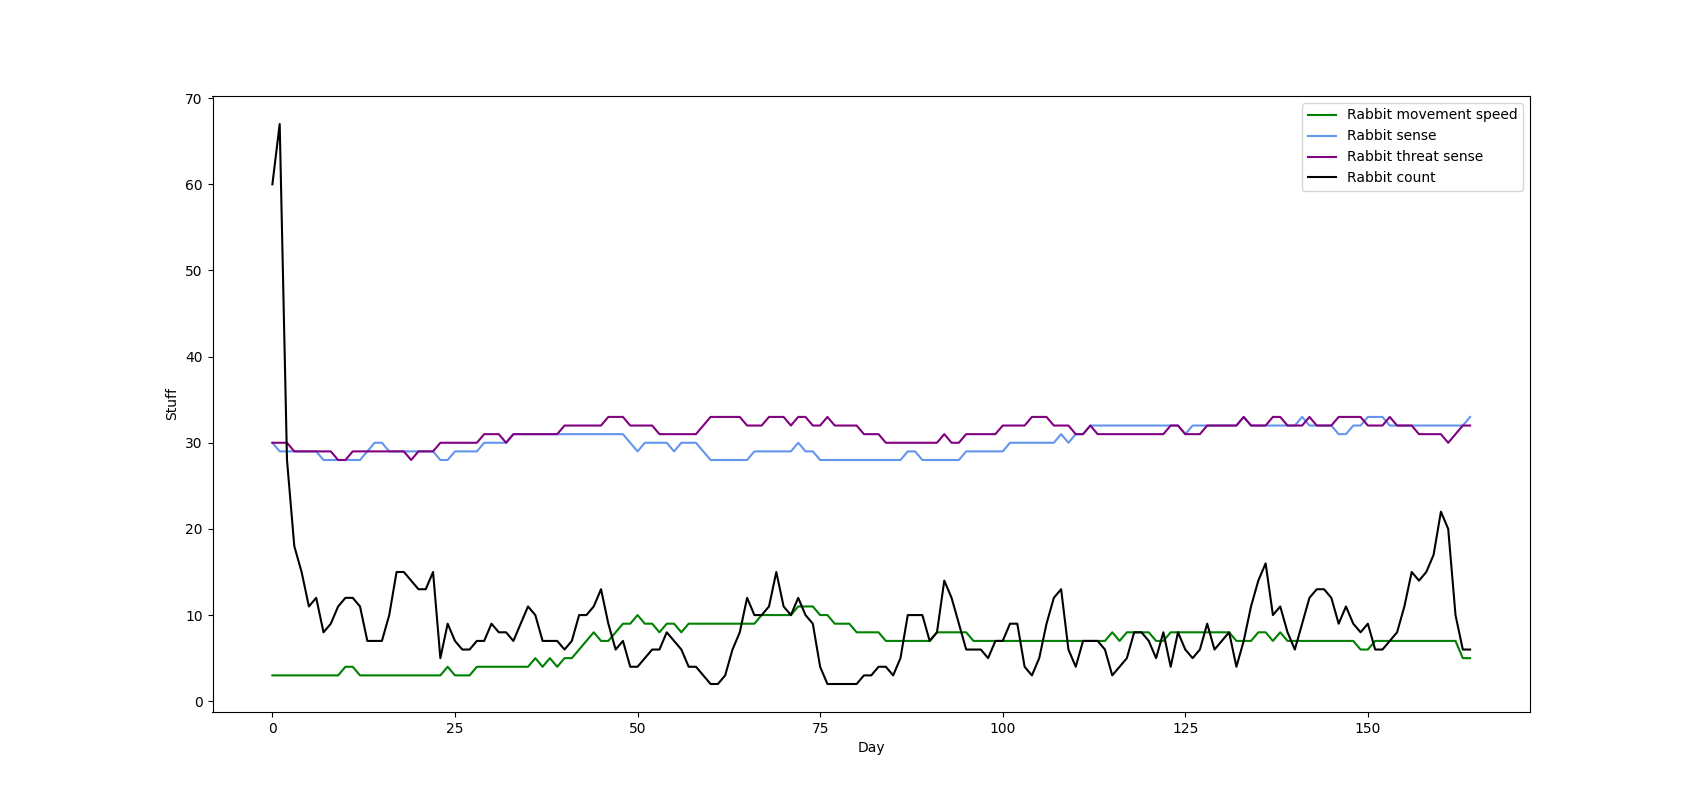 70
60
50
40
30
20
10
0
Stuff
0 25 50 75 100 125 150
Day
Rabbit movement speed
Rabbit sense
Rabbit threat sense
Rabbit count